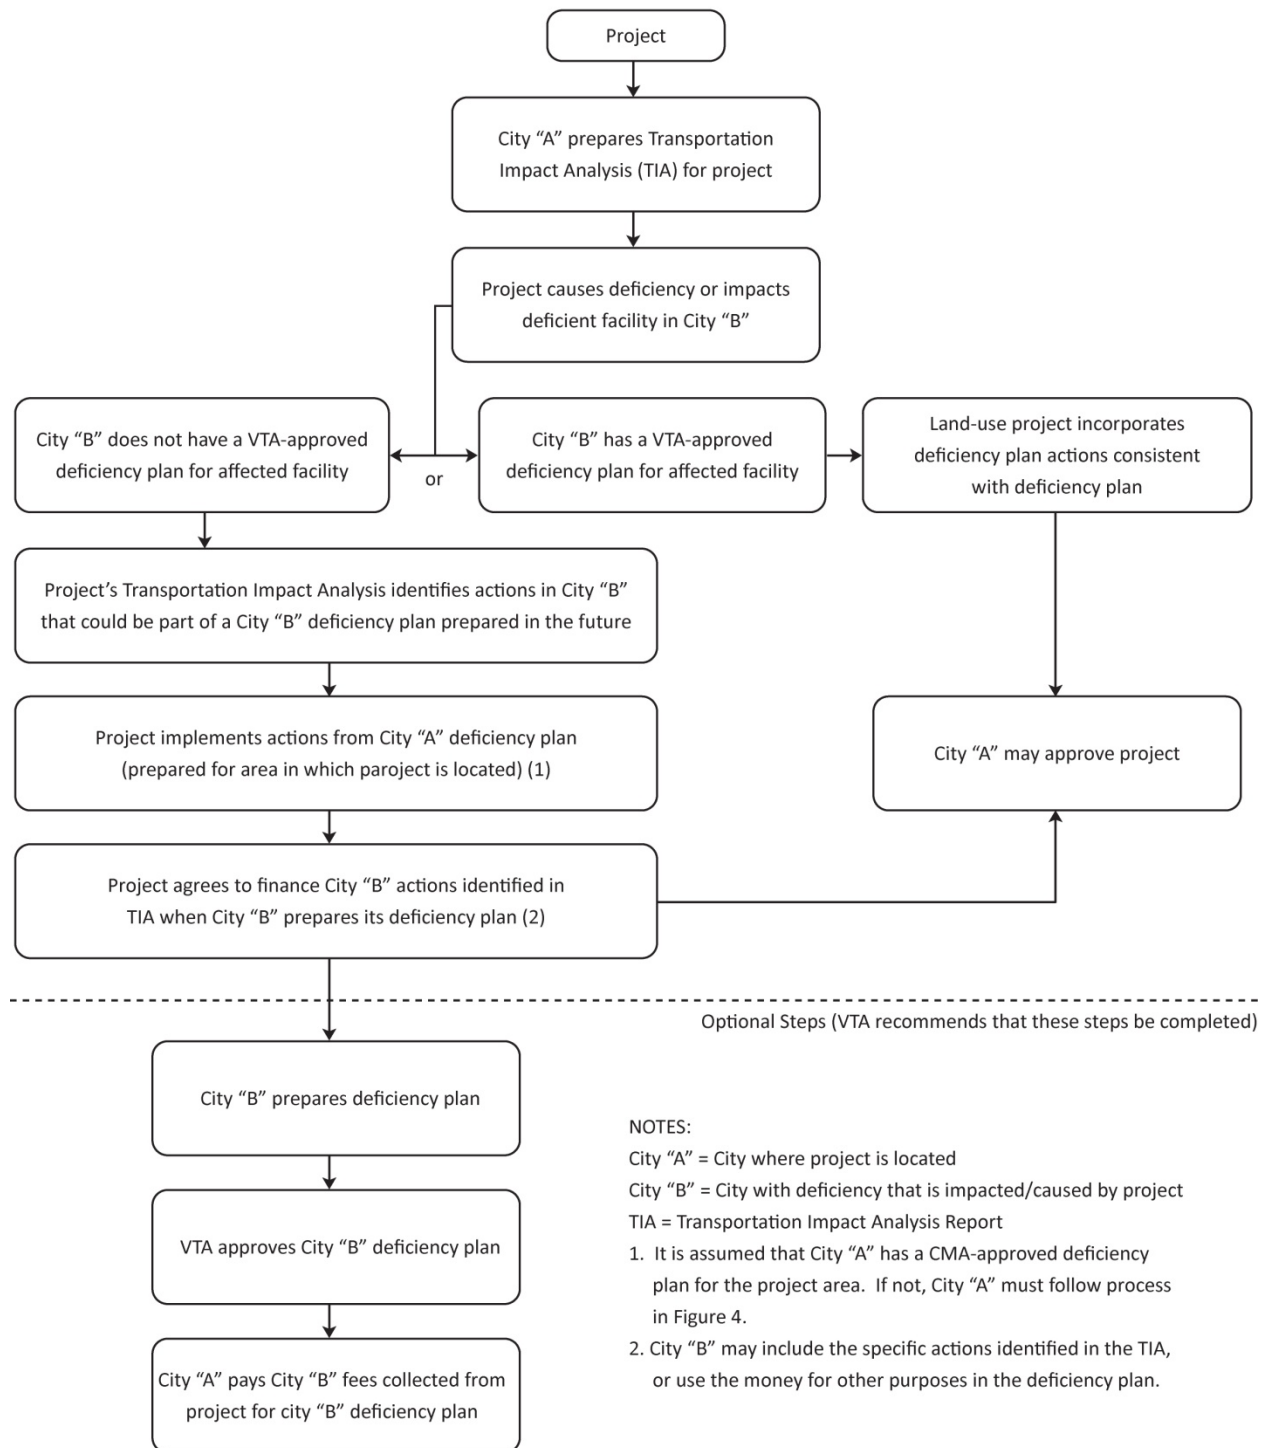 Project
City “A” prepares Transportation
Impact Analysis (TIA) for project
Project causes deficiency or impacts
deficient facility in City “B”
City “B” does not have a VTA-approved
deficiency plan for affected facility
or
City “B” has a VTA-approved
deficiency plan for affected facility
Land-use project incorporates
deficiency plan actions consistent
with deficiency plan
Project’s Transportation Impact Analysis identifies actions in City “B”
that could be part of a City “B” deficiency plan prepared in the future
Project implements actions from City “A” deficiency plan
(prepared for area in which paroject is located) (1)
City “A” may approve project
Project agrees to finance City “B” actions identified in
TIA when City “B” prepares its deficiency plan (2)
Optional Steps (VTA recommends that these steps be completed)
City “B” prepares deficiency plan
VTA approves City “B” deficiency plan
City “A” pays City “B” fees collected from
project for city “B” deficiency plan
NOTES:
City “A” = City where project is located
City “B” = City with deficiency that is impacted/caused by project
TIA = Transportation Impact Analysis Report
1. It is assumed that City “A” has a CMA-approved deficiency
plan for the project area. If not, City “A” must follow process
in Figure 4.
2. City “B” may include the specific actions identified in the TIA,
or use the money for other purposes in the deficiency plan.